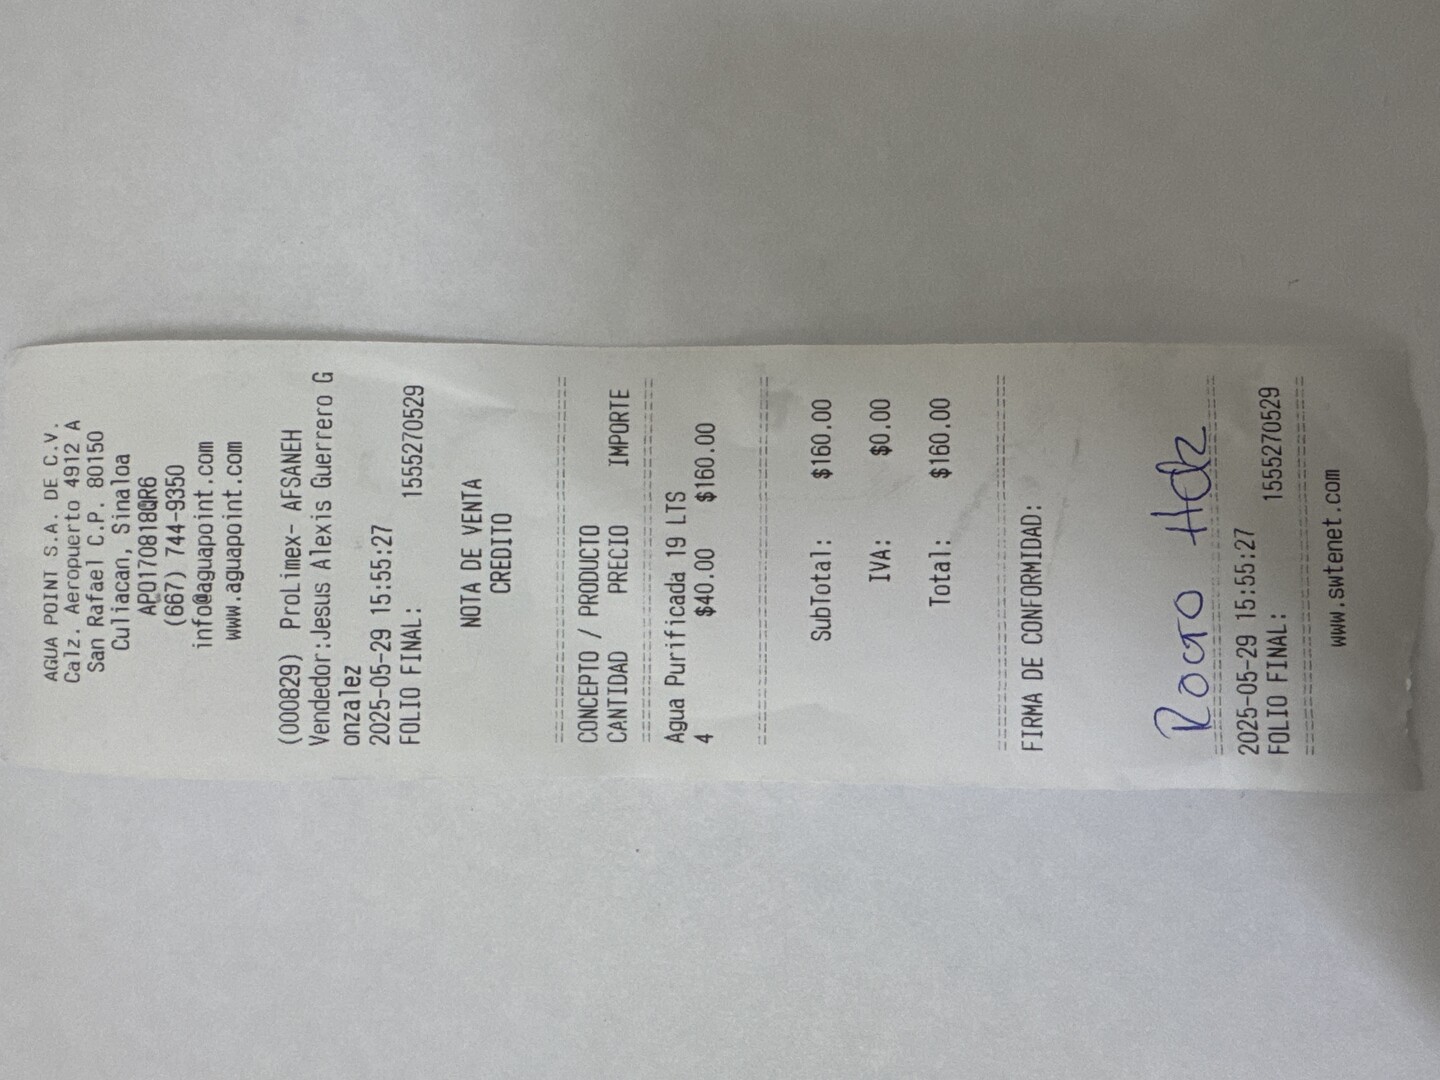 AGUA POINT S.A. DE C.V.
Calz. Aeropuerto 4912 A
San Rafael C.P. 80150
Culiacan, Sinaloa
APO170818QR6
(667) 744-9350
info@aguapoint.com
www.aguapoint.com
(000829) ProLimex- AFSANEH
Vendedor:Jesus Alexis Guerrero G
onzalez
2025-05-29 15:55:27
FOLIO FINAL: 1555270529
NOTA DE VENTA
CREDITO
CONCEPTO / PRODUCTO
CANTIDAD PRECIO IMPORTE
Agua Purificada 19 LTS
4 $40.00 $160.00
SubTotal: $160.00
IVA: $0.00
Total: $160.00
FIRMA DE CONFORMIDAD:
Hdz
2025-05-29 15:55:27
FOLIO FINAL: 1555270529
www.swtenet.com